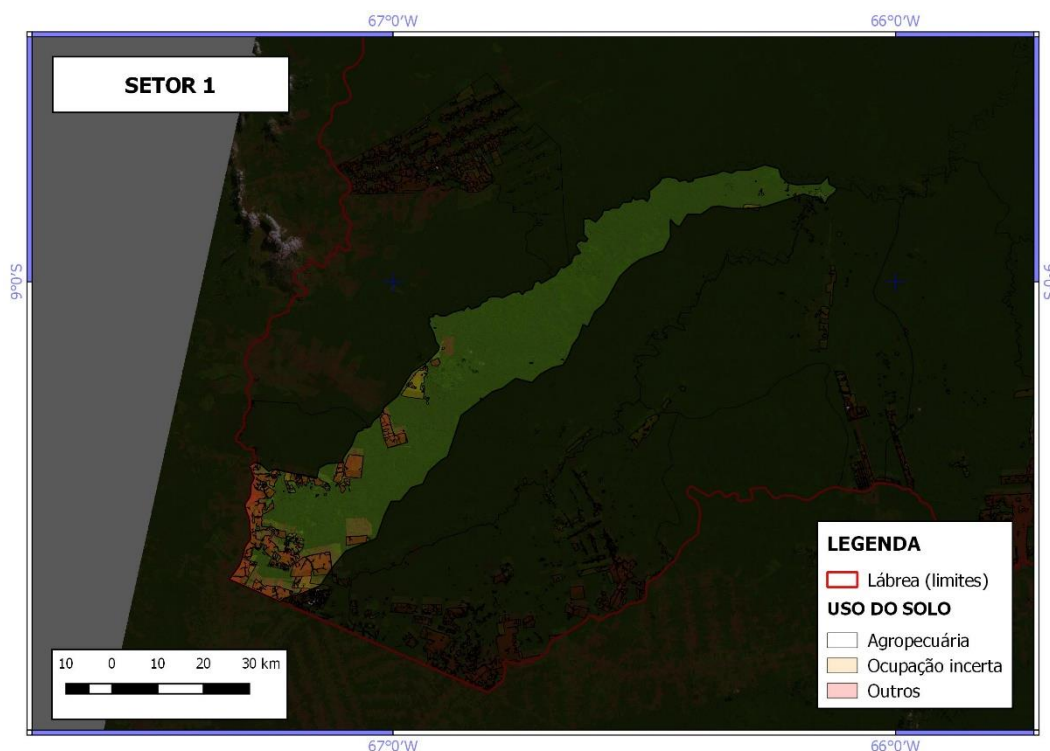 67°0'W 66°0'W
SETOR 1
9°0'S 9°0'S
LEGENDA
Lábrea (limites)
USO DO SOLO
Agropecuária
Ocupação incerta
Outros
10 0 10 20 30 km
67°0'W 66°0'W